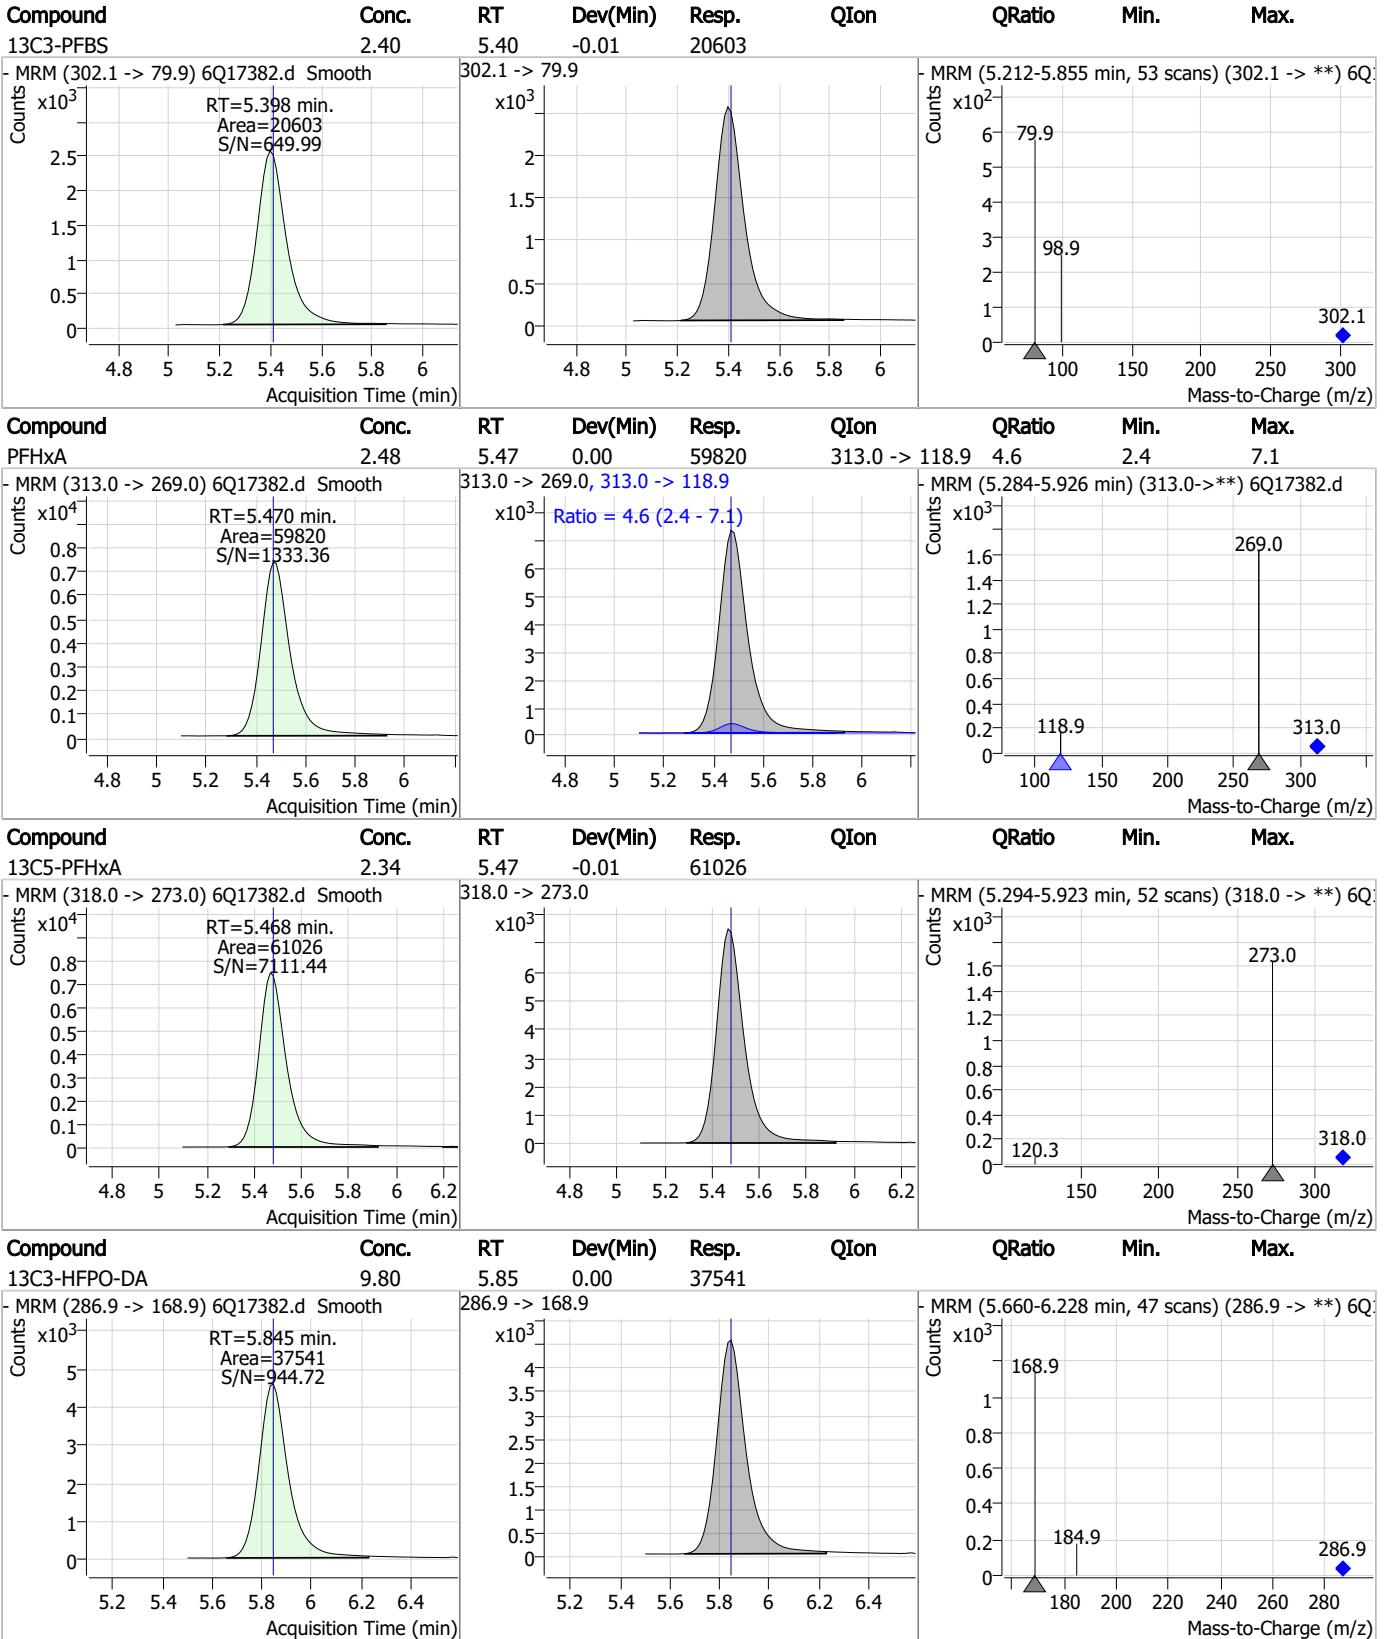 Compound Conc. RT Dev(Min) Resp. QIon QRatio Min. Max.
13C3-PFBS 2.40 5.40 -0.01 20603
- MRM (302.1 -> 79.9) 6Q17382.d Smooth
302.1 -> 79.9
- MRM (5.212-5.855 min, 53 scans) (302.1 -> **) 6Q1
Counts
x10³
RT=5.398 min.
Area=20603
S/N=649.99
2.5
2
1.5
1
0.5
0
4.8 5 5.2 5.4 5.6 5.8 6
Acquisition Time (min)
x10³
2
1.5
1
0.5
0
4.8 5 5.2 5.4 5.6 5.8 6
Counts
x10²
6
5
4
3
2
1
0
79.9
98.9
302.1
100 150 200 250 300
Mass-to-Charge (m/z)
Compound Conc. RT Dev(Min) Resp. QIon QRatio Min. Max.
PFHxA 2.48 5.47 0.00 59820 313.0 -> 118.9 4.6 2.4 7.1
- MRM (313.0 -> 269.0) 6Q17382.d Smooth
313.0 -> 269.0, 313.0 -> 118.9
- MRM (5.284-5.926 min) (313.0->**) 6Q17382.d
Counts
x10⁴
RT=5.470 min.
Area=59820
S/N=1333.36
0.8
0.7
0.6
0.5
0.4
0.3
0.2
0.1
0
4.8 5 5.2 5.4 5.6 5.8 6
Acquisition Time (min)
x10³
Ratio = 4.6 (2.4 - 7.1)
6
5
4
3
2
1
0
4.8 5 5.2 5.4 5.6 5.8 6
Counts
x10³
1.6
1.4
1.2
1
0.8
0.6
0.4
0.2
0
269.0
118.9
313.0
100 150 200 250 300
Mass-to-Charge (m/z)
Compound Conc. RT Dev(Min) Resp. QIon QRatio Min. Max.
13C5-PFHxA 2.34 5.47 -0.01 61026
- MRM (318.0 -> 273.0) 6Q17382.d Smooth
318.0 -> 273.0
- MRM (5.294-5.923 min, 52 scans) (318.0 -> **) 6Q1
Counts
x10⁴
RT=5.468 min.
Area=61026
S/N=7111.44
0.8
0.7
0.6
0.5
0.4
0.3
0.2
0.1
0
4.8 5 5.2 5.4 5.6 5.8 6 6.2
Acquisition Time (min)
x10³
6
5
4
3
2
1
0
4.8 5 5.2 5.4 5.6 5.8 6 6.2
Counts
x10³
1.6
1.4
1.2
1
0.8
0.6
0.4
0.2
0
273.0
120.3
318.0
150 200 250 300
Mass-to-Charge (m/z)
Compound Conc. RT Dev(Min) Resp. QIon QRatio Min. Max.
13C3-HFPO-DA 9.80 5.85 0.00 37541
- MRM (286.9 -> 168.9) 6Q17382.d Smooth
286.9 -> 168.9
- MRM (5.660-6.228 min, 47 scans) (286.9 -> **) 6Q1
Counts
x10³
RT=5.845 min.
Area=37541
S/N=944.72
5
4
3
2
1
0
5.2 5.4 5.6 5.8 6 6.2 6.4
Acquisition Time (min)
x10³
4
3.5
3
2.5
2
1.5
1
0.5
0
5.2 5.4 5.6 5.8 6 6.2 6.4
Counts
x10³
1
0.8
0.6
0.4
0.2
0
168.9
184.9
286.9
180 200 220 240 260 280
Mass-to-Charge (m/z)